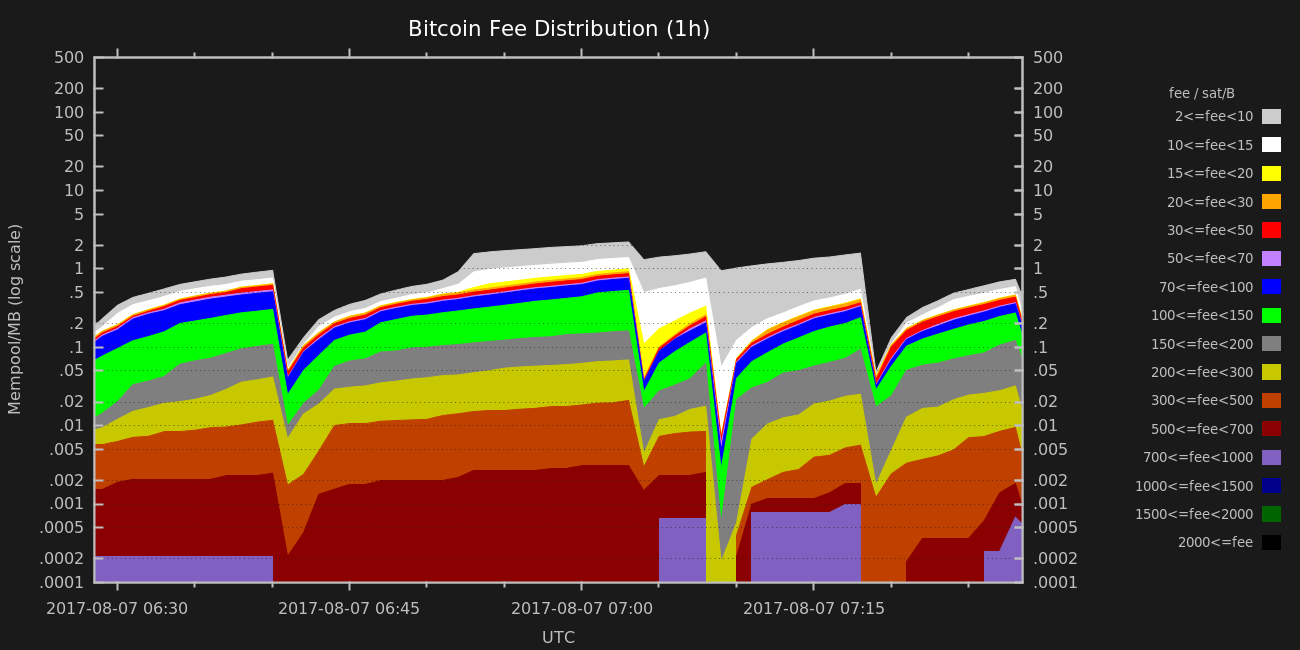 Bitcoin Fee Distribution (1h)
Mempool/MB (log scale)
500
200
100
50
20
10
5
2
1
.5
.2
.1
.05
.02
.01
.005
.002
.001
.0005
.0002
.0001
500
200
100
50
20
10
5
2
1
.5
.2
.1
.05
.02
.01
.005
.002
.001
.0005
.0002
.0001
2017-08-07 06:30
2017-08-07 06:45
2017-08-07 07:00
2017-08-07 07:15
UTC
fee / sat/B
2<=fee<10
10<=fee<15
15<=fee<20
20<=fee<30
30<=fee<50
50<=fee<70
70<=fee<100
100<=fee<150
150<=fee<200
200<=fee<300
300<=fee<500
500<=fee<700
700<=fee<1000
1000<=fee<1500
1500<=fee<2000
2000<=fee